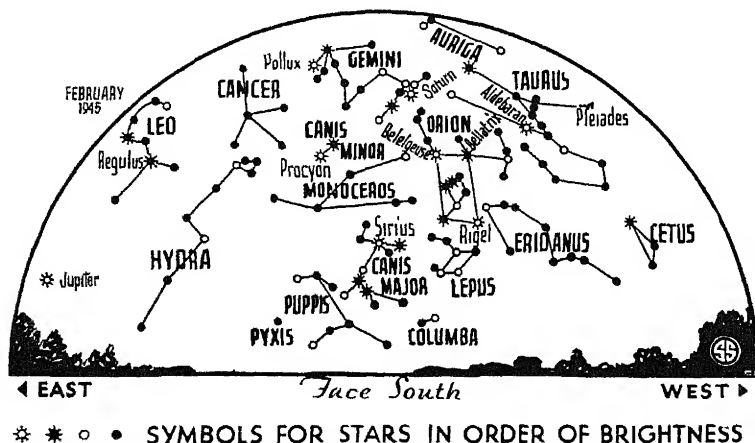 AURIGA
GEMINI
Pollux
Saturn
TAURUS
CANCER
FEBRUARY
1945
Aldebaran
Pleiades
LEO
CANIS
MINOR
ORION
Betelgeuse
Bellatrix
Regulus
Procyon
MONOCEROS
Sirius
Rigel
ERIDANUS
CETUS
HYDRA
CANIS
MAJOR
LEPUS
Jupiter
PUPPIS
PYXIS
COLUMBA
SS
◄ EAST Face South WEST ►
SYMBOLS FOR STARS IN ORDER OF BRIGHTNESS